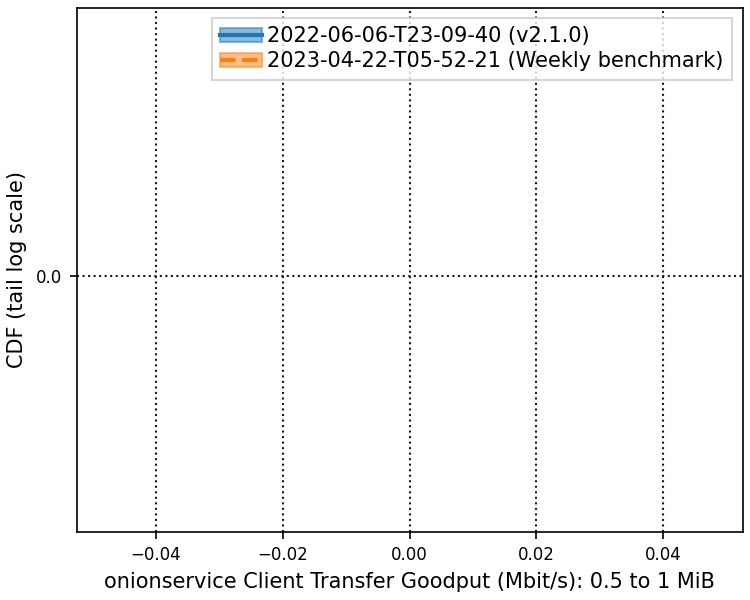 2022-06-06-T23-09-40 (v2.1.0)
2023-04-22-T05-52-21 (Weekly benchmark)
CDF (tail log scale)
0.0
−0.04 −0.02 0.00 0.02 0.04
onionservice Client Transfer Goodput (Mbit/s): 0.5 to 1 MiB